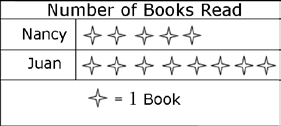 Number of Books Read
Nancy
Juan
= 1 Book